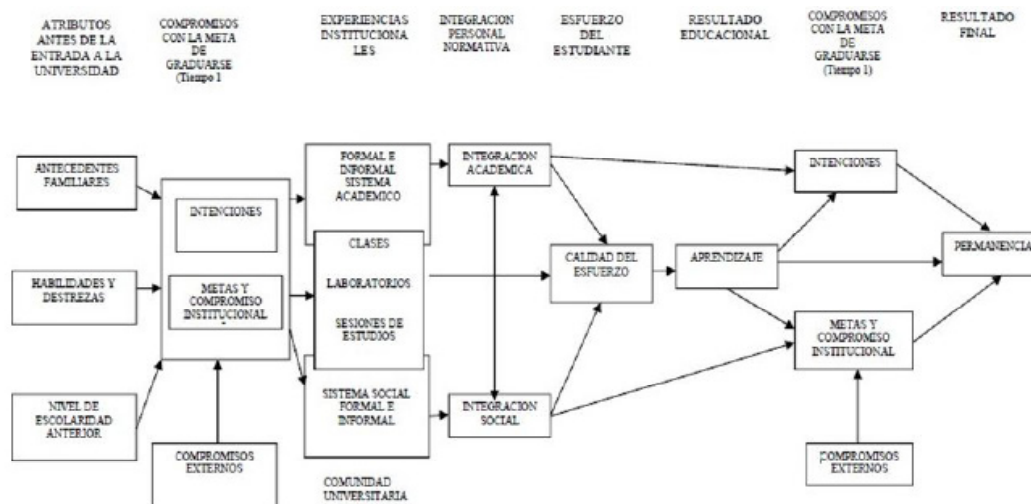 ATRIBUTOS
ANTES DE LA
ENTRADA A LA
UNIVERSIDAD
COMPROMISOS
CON LA META
DE
GRADUARSE
(Tiempo 1
EXPERIENCIAS
INSTITUCIONA
LES
INTEGRACION
PERSONAL
NORMATIVA
ESFUERZO
DEL
ESTUDIANTE
RESULTADO
EDUCACIONAL
COMPROMISOS
CON LA META
DE
GRADUARSE
(Tiempo 1)
RESULTADO
FINAL
ANTECEDENTES
FAMILIARES
HABILIDADES Y
DESTREZAS
NIVEL DE
ESCOLARIDAD
ANTERIOR
INTENCIONES
METAS Y
COMPROMISO
INSTITUCIONAL
COMPROMISOS
EXTERNOS
FORMAL E
INFORMAL
SISTEMA
ACADEMICO
CLASES
LABORATORIOS
SESIONES DE
ESTUDIOS
SISTEMA SOCIAL
FORMAL E
INFORMAL
COMUNIDAD
UNIVERSITARIA
INTEGRACION
ACADEMICA
INTEGRACION
SOCIAL
CALIDAD DEL
ESFUERZO
APRENDIZAJE
INTENCIONES
METAS Y
COMPROMISO
INSTITUCIONAL
COMPROMISOS
EXTERNOS
PERMANENCIA